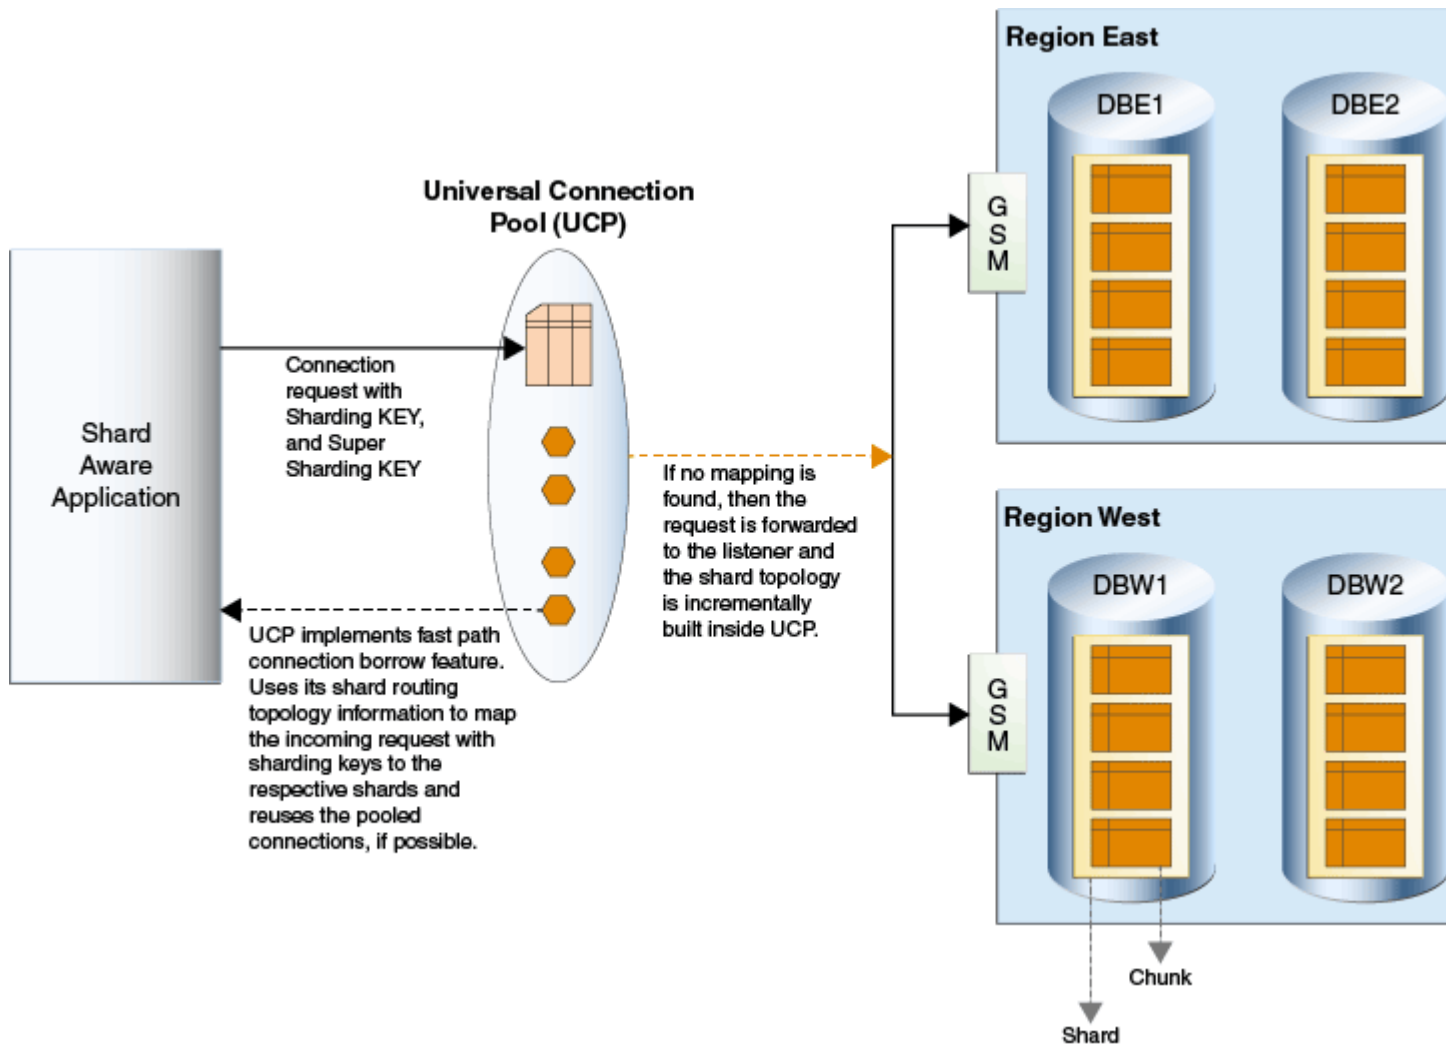 Region East
DBE1
DBE2
G
S
M
Universal Connection
Pool (UCP)
Shard
Aware
Application
Connection
request with
Sharding KEY,
and Super
Sharding KEY
If no mapping is
found, then the
request is forwarded
to the listener and
the shard topology
is incrementally
built inside UCP.
UCP implements fast path
connection borrow feature.
Uses its shard routing
topology information to map
the incoming request with
sharding keys to the
respective shards and
reuses the pooled
connections, if possible.
Region West
DBW1
DBW2
G
S
M
Chunk
Shard